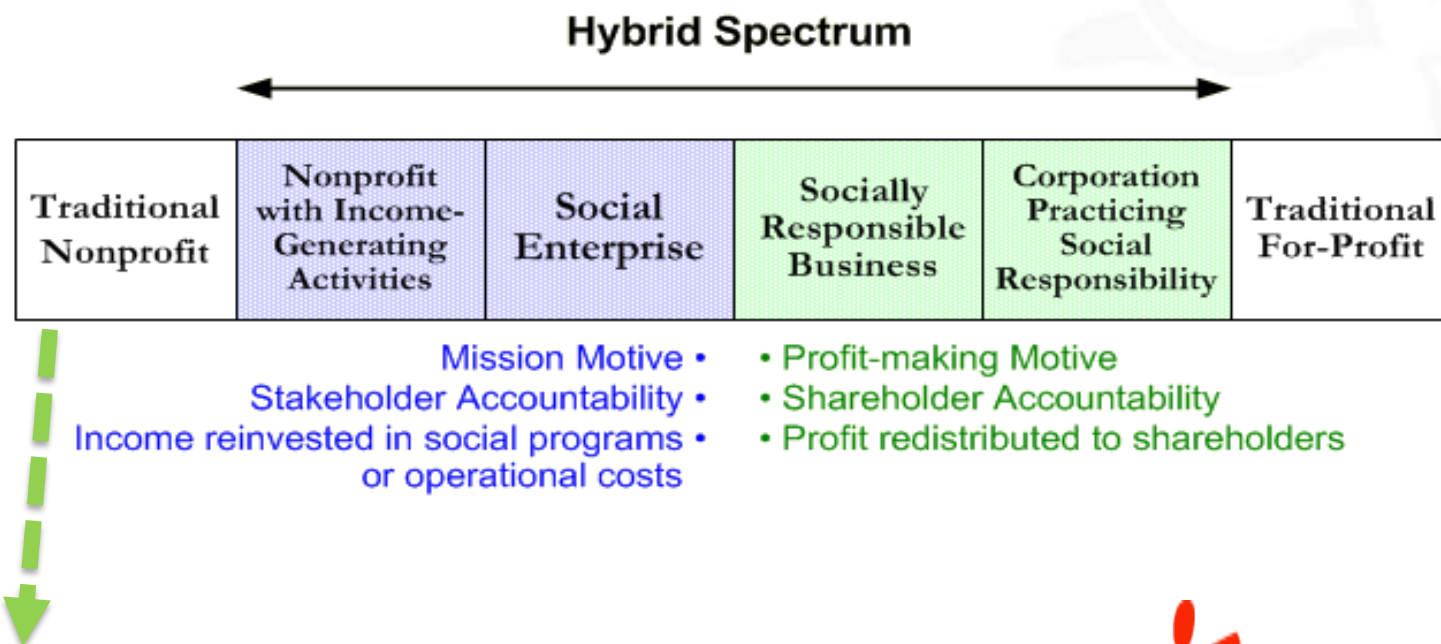 Hybrid Spectrum
Traditional
Nonprofit
Nonprofit
with Income-
Generating
Activities
Social
Enterprise
Socially
Responsible
Business
Corporation
Practicing
Social
Responsibility
Traditional
For-Profit
Mission Motive •
Stakeholder Accountability •
Income reinvested in social programs •
or operational costs
• Profit-making Motive
• Shareholder Accountability
• Profit redistributed to shareholders